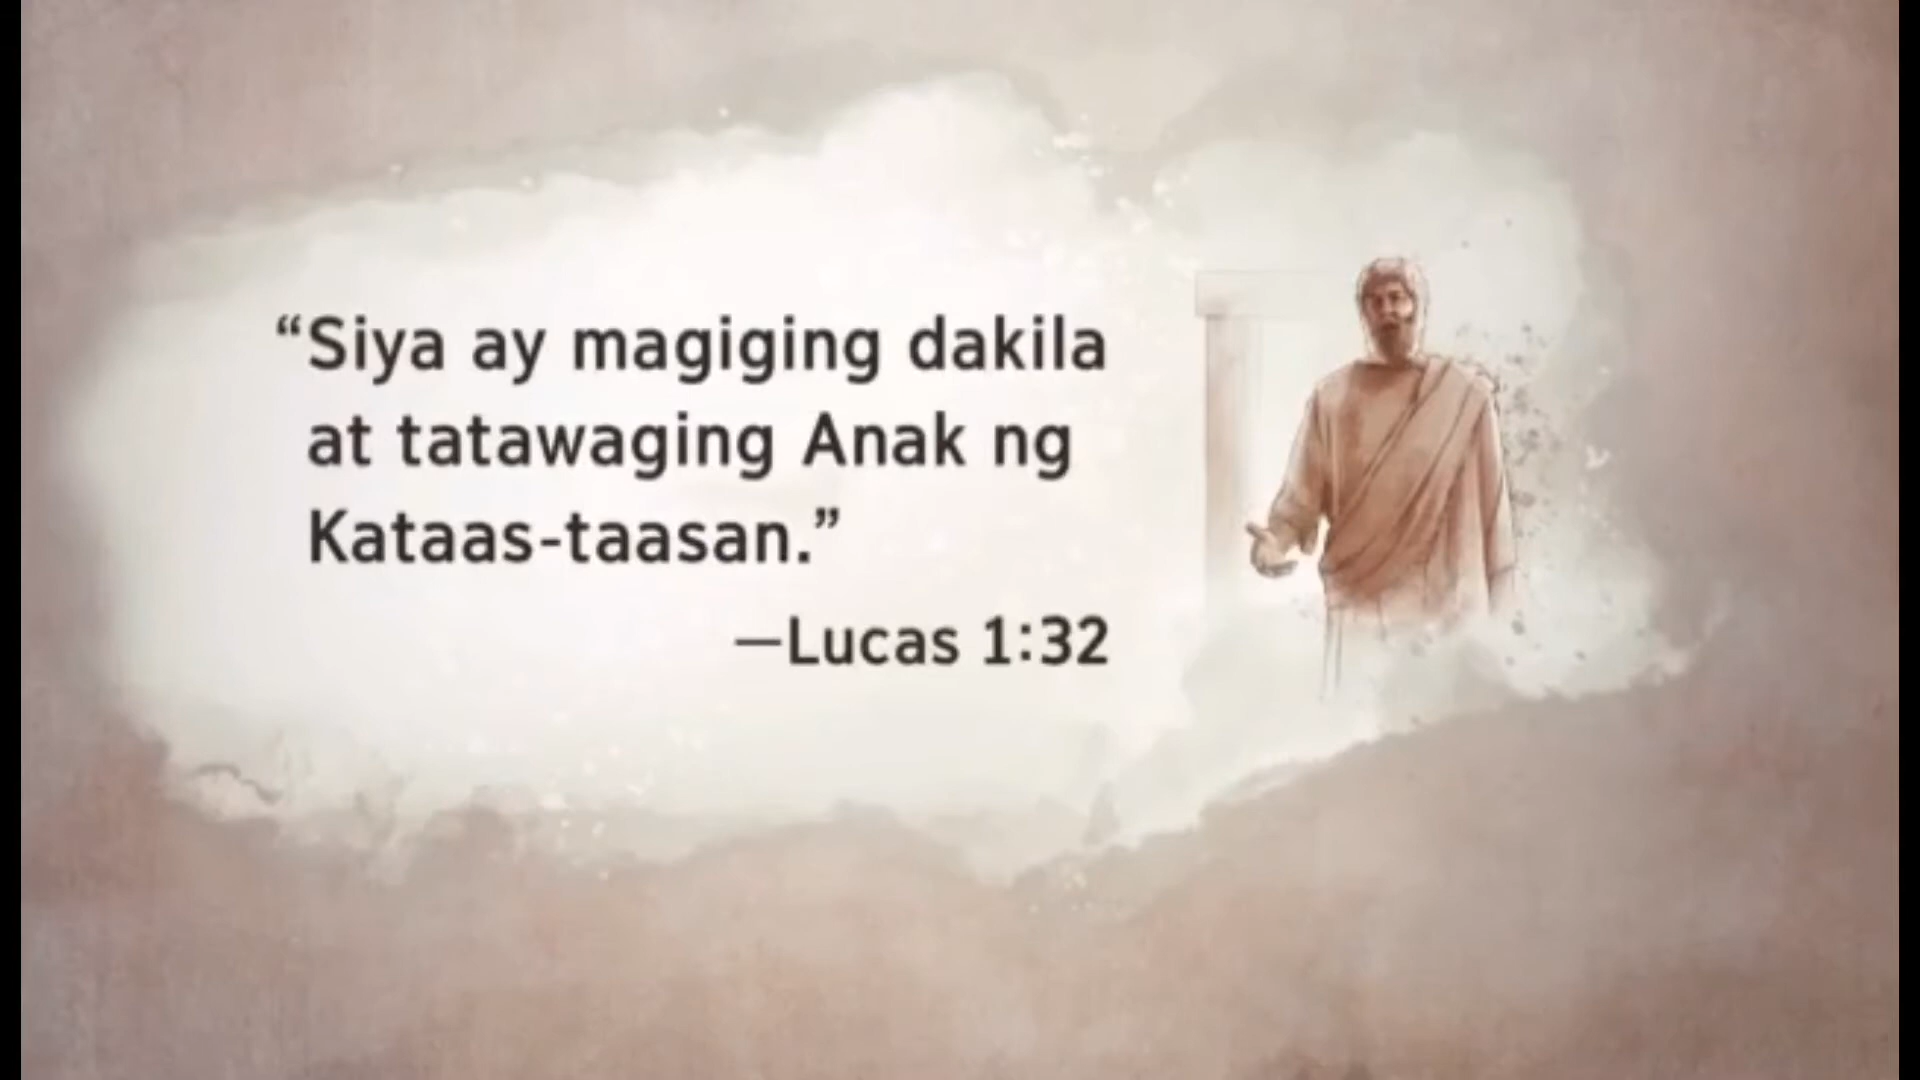 “Siya ay magiging dakila
at tatawaging Anak ng
Kataas-taasan.”
—Lucas 1:32